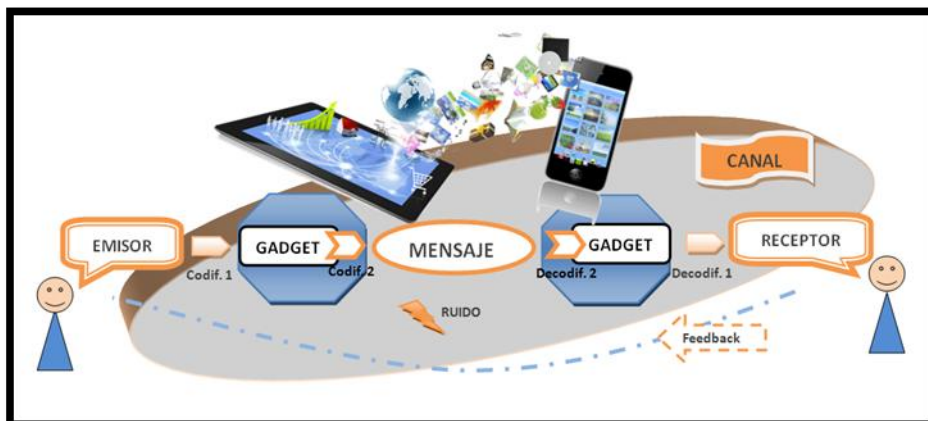 CANAL
EMISOR
GADGET
MENSAJE
GADGET
RECEPTOR
Codif. 1
Codif. 2
Decodif. 2
Decodif. 1
RUIDO
Feedback